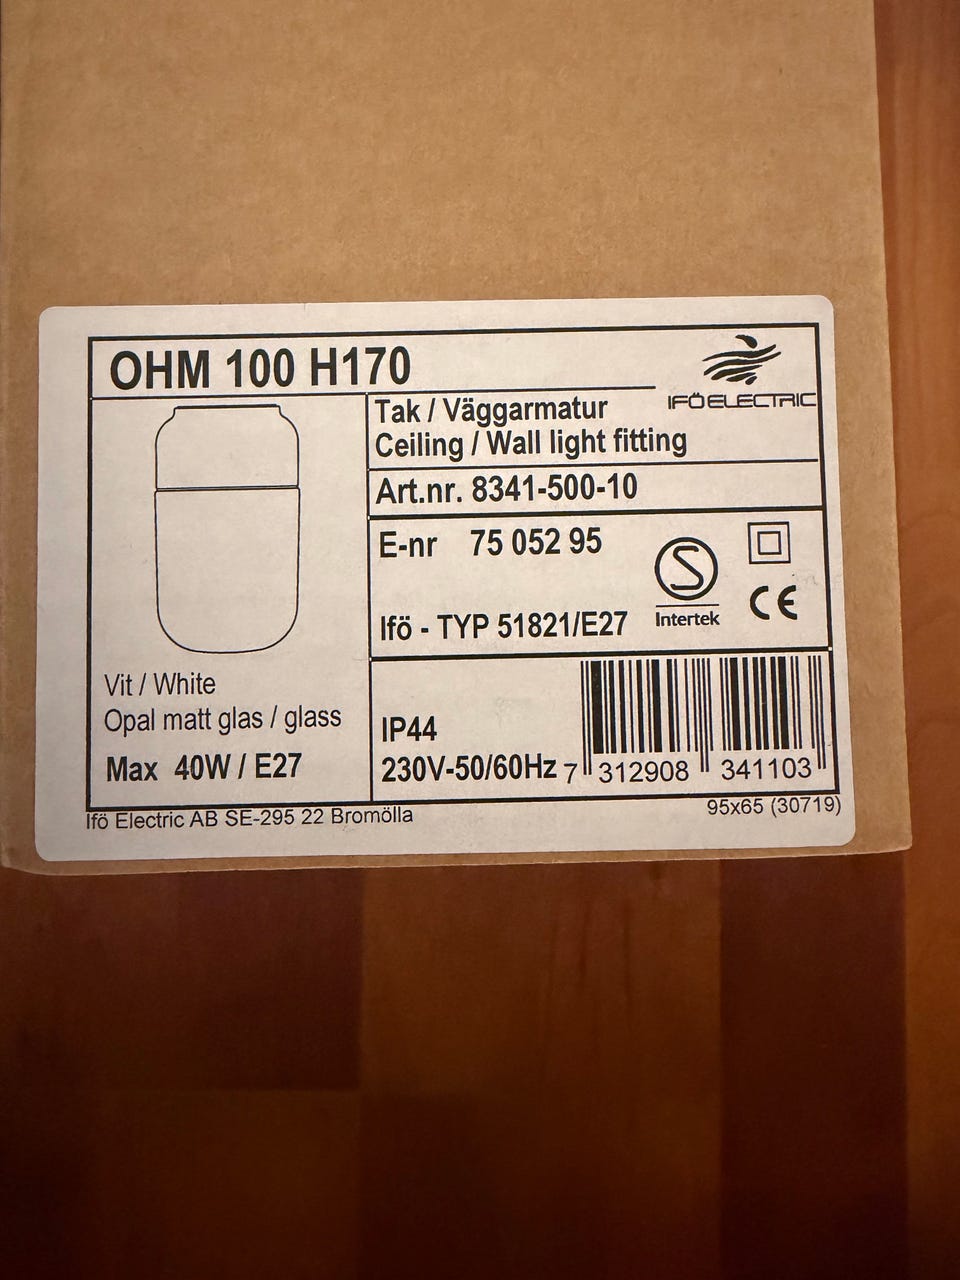 OHM 100 H170
IFÖ ELECTRIC
Tak / Väggarmatur
Ceiling / Wall light fitting
Art.nr. 8341-500-10
E-nr 75 052 95
Ifö - TYP 51821/E27
S
Intertek
CE
Vit / White
Opal matt glas / glass
Max 40W / E27
IP44
230V-50/60Hz
7 312908 341103
Ifö Electric AB SE-295 22 Bromölla
95x65 (30719)